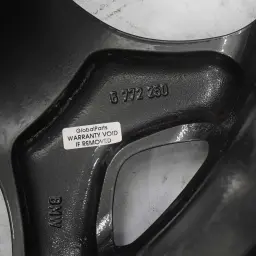 6 772 250
GlobalParts
WARRANTY VOID
IF REMOVED
BMW